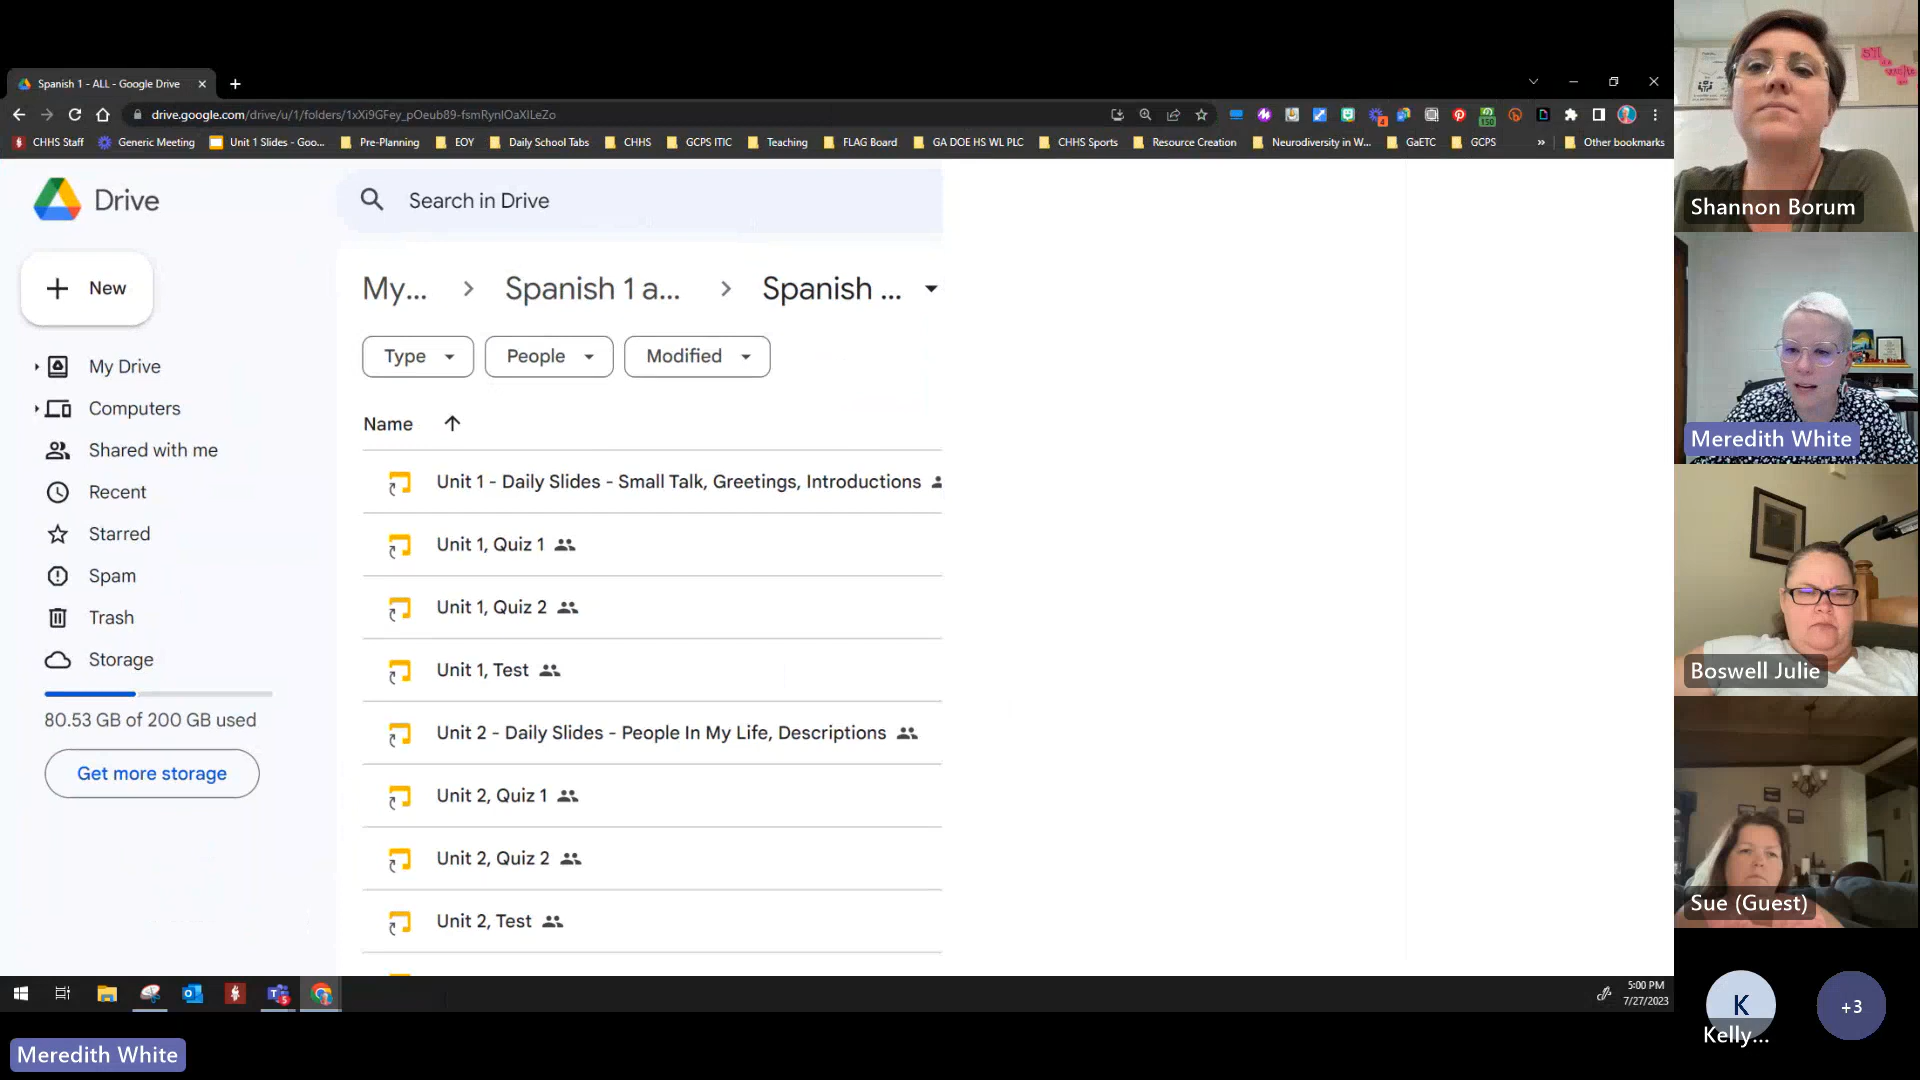 Spanish 1 - ALL - Google Drive
drive.google.com/drive/u/1/folders/1xXi9GFey_pOeub89-fsmRynIOaXILeZo
CHHS Staff
Generic Meeting
Unit 1 Slides - Goo...
Pre-Planning
EOY
Daily School Tabs
CHHS
GCPS ITIC
Teaching
FLAG Board
GA DOE HS WL PLC
CHHS Sports
Resource Creation
Neurodiversity in W...
GaETC
GCPS
»
Other bookmarks
Drive
Search in Drive
New
My Drive
Computers
Shared with me
Recent
Starred
Spam
Trash
Storage
80.53 GB of 200 GB used
Get more storage
My... > Spanish 1 a... > Spanish ...
Type
People
Modified
Name
Unit 1 - Daily Slides - Small Talk, Greetings, Introductions
Unit 1, Quiz 1
Unit 1, Quiz 2
Unit 1, Test
Unit 2 - Daily Slides - People In My Life, Descriptions
Unit 2, Quiz 1
Unit 2, Quiz 2
Unit 2, Test
5:00 PM
7/27/2023
Meredith White
Shannon Borum
Meredith White
Boswell Julie
Sue (Guest)
K
Kelly...
+3